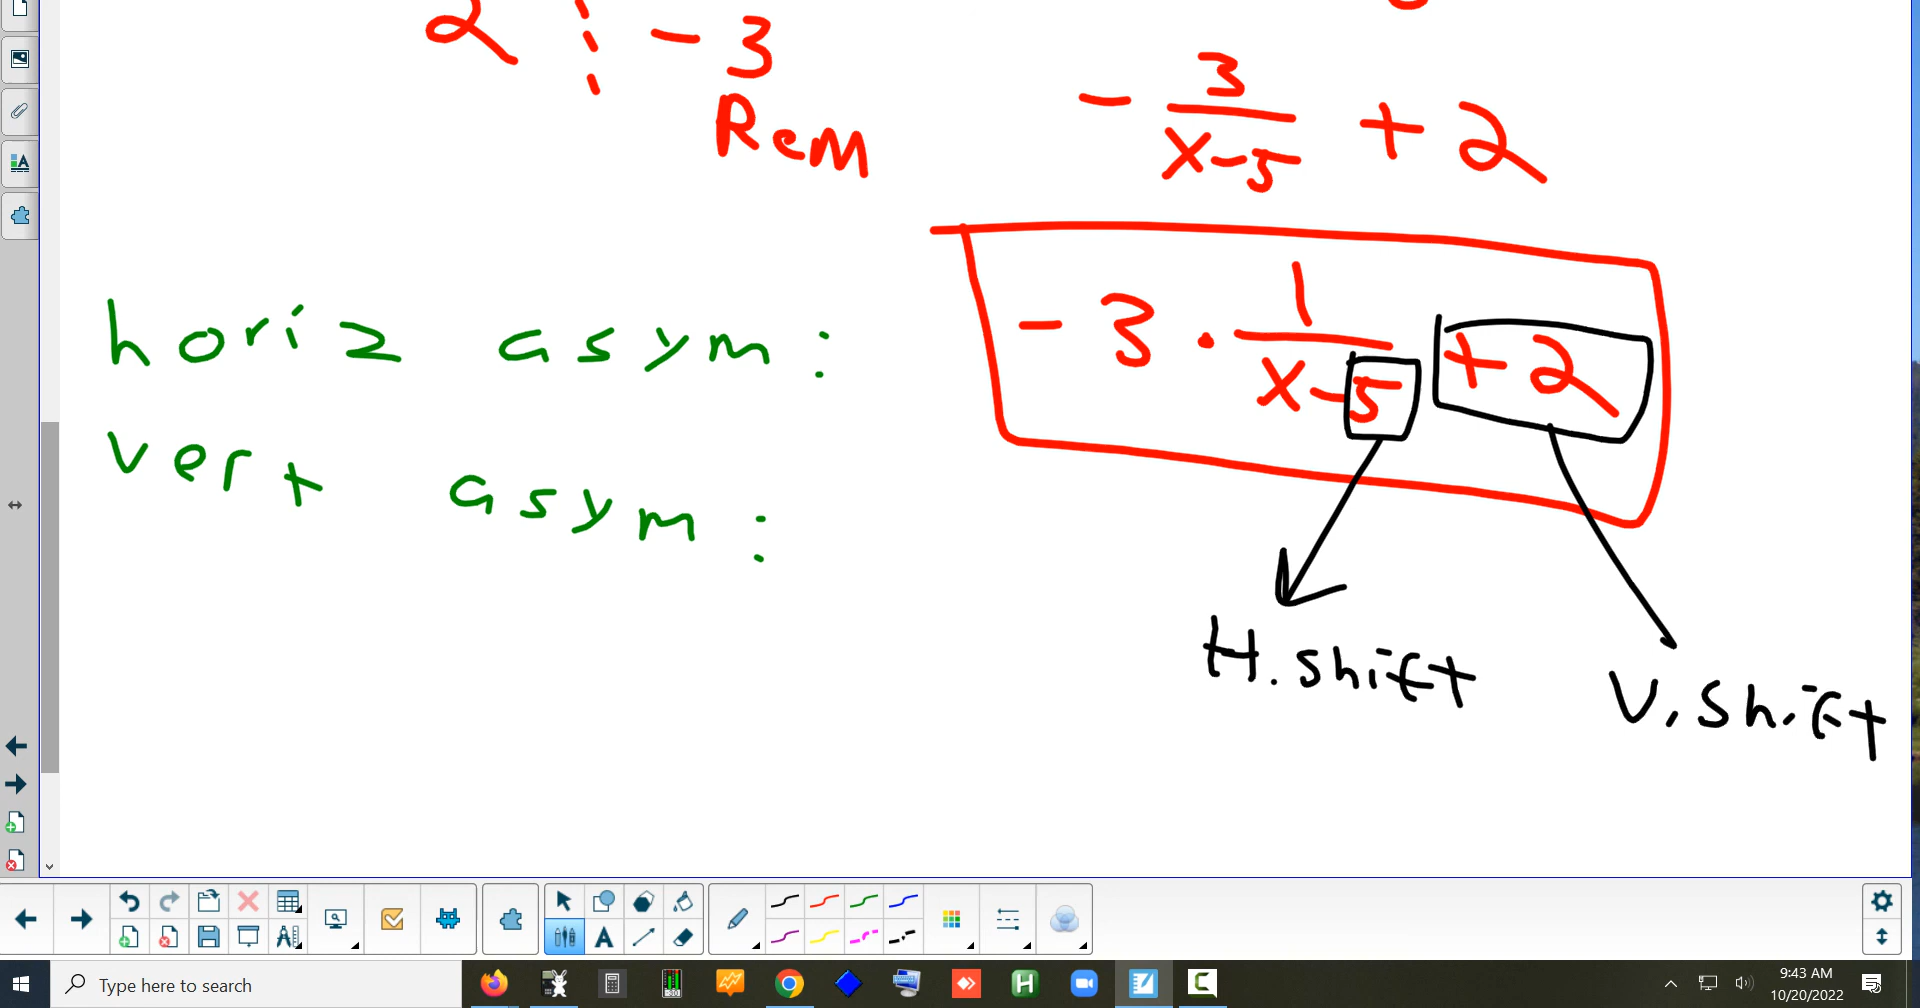 2 - 3
Rem
- 3/(x-5) + 2
- 3 · 1/(x-5) + 2
horiz asym:
vert asym:
H. shift
V. shift
Type here to search
9:43 AM
10/20/2022